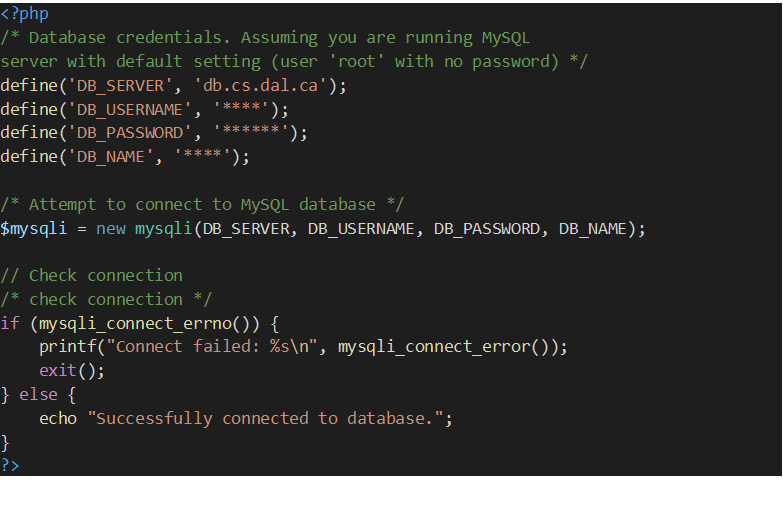 <?php
/* Database credentials. Assuming you are running MySQL
server with default setting (user 'root' with no password) */
define('DB_SERVER', 'db.cs.dal.ca');
define('DB_USERNAME', '****');
define('DB_PASSWORD', '******');
define('DB_NAME', '****');

/* Attempt to connect to MySQL database */
$mysqli = new mysqli(DB_SERVER, DB_USERNAME, DB_PASSWORD, DB_NAME);

// Check connection
/* check connection */
if (mysqli_connect_errno()) {
    printf("Connect failed: %s\n", mysqli_connect_error());
    exit();
} else {
    echo "Successfully connected to database.";
}
?>